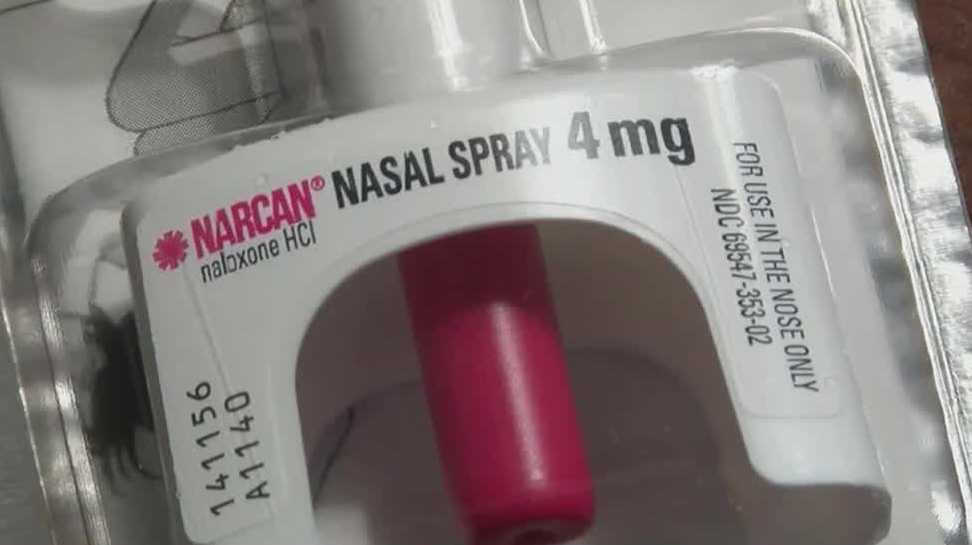 NARCAN® NASAL SPRAY 4 mg
naloxone HCl
FOR USE IN THE NOSE ONLY
NDC 69547-353-02
141156
A1140